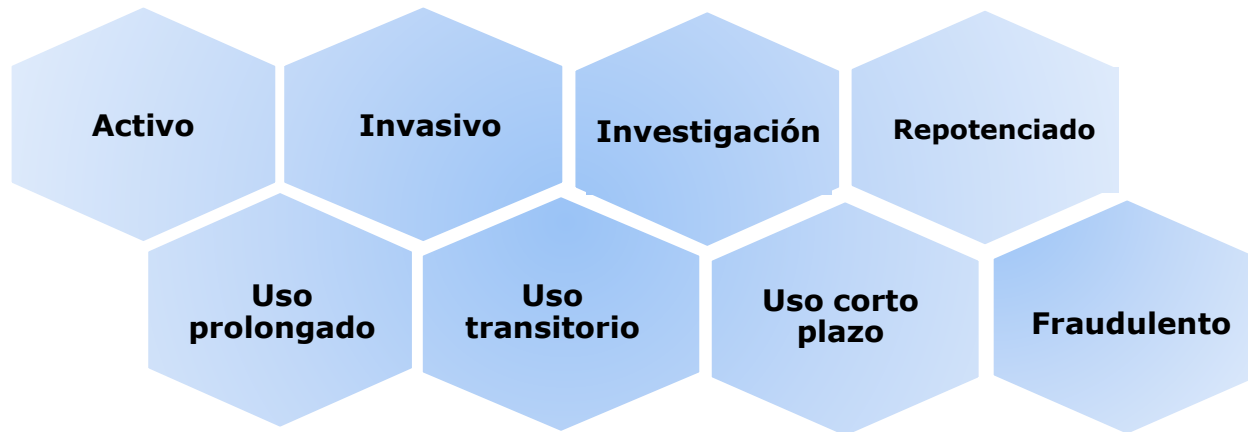 Activo
Invasivo
Investigación
Repotenciado
Uso
prolongado
Uso
transitorio
Uso corto
plazo
Fraudulento